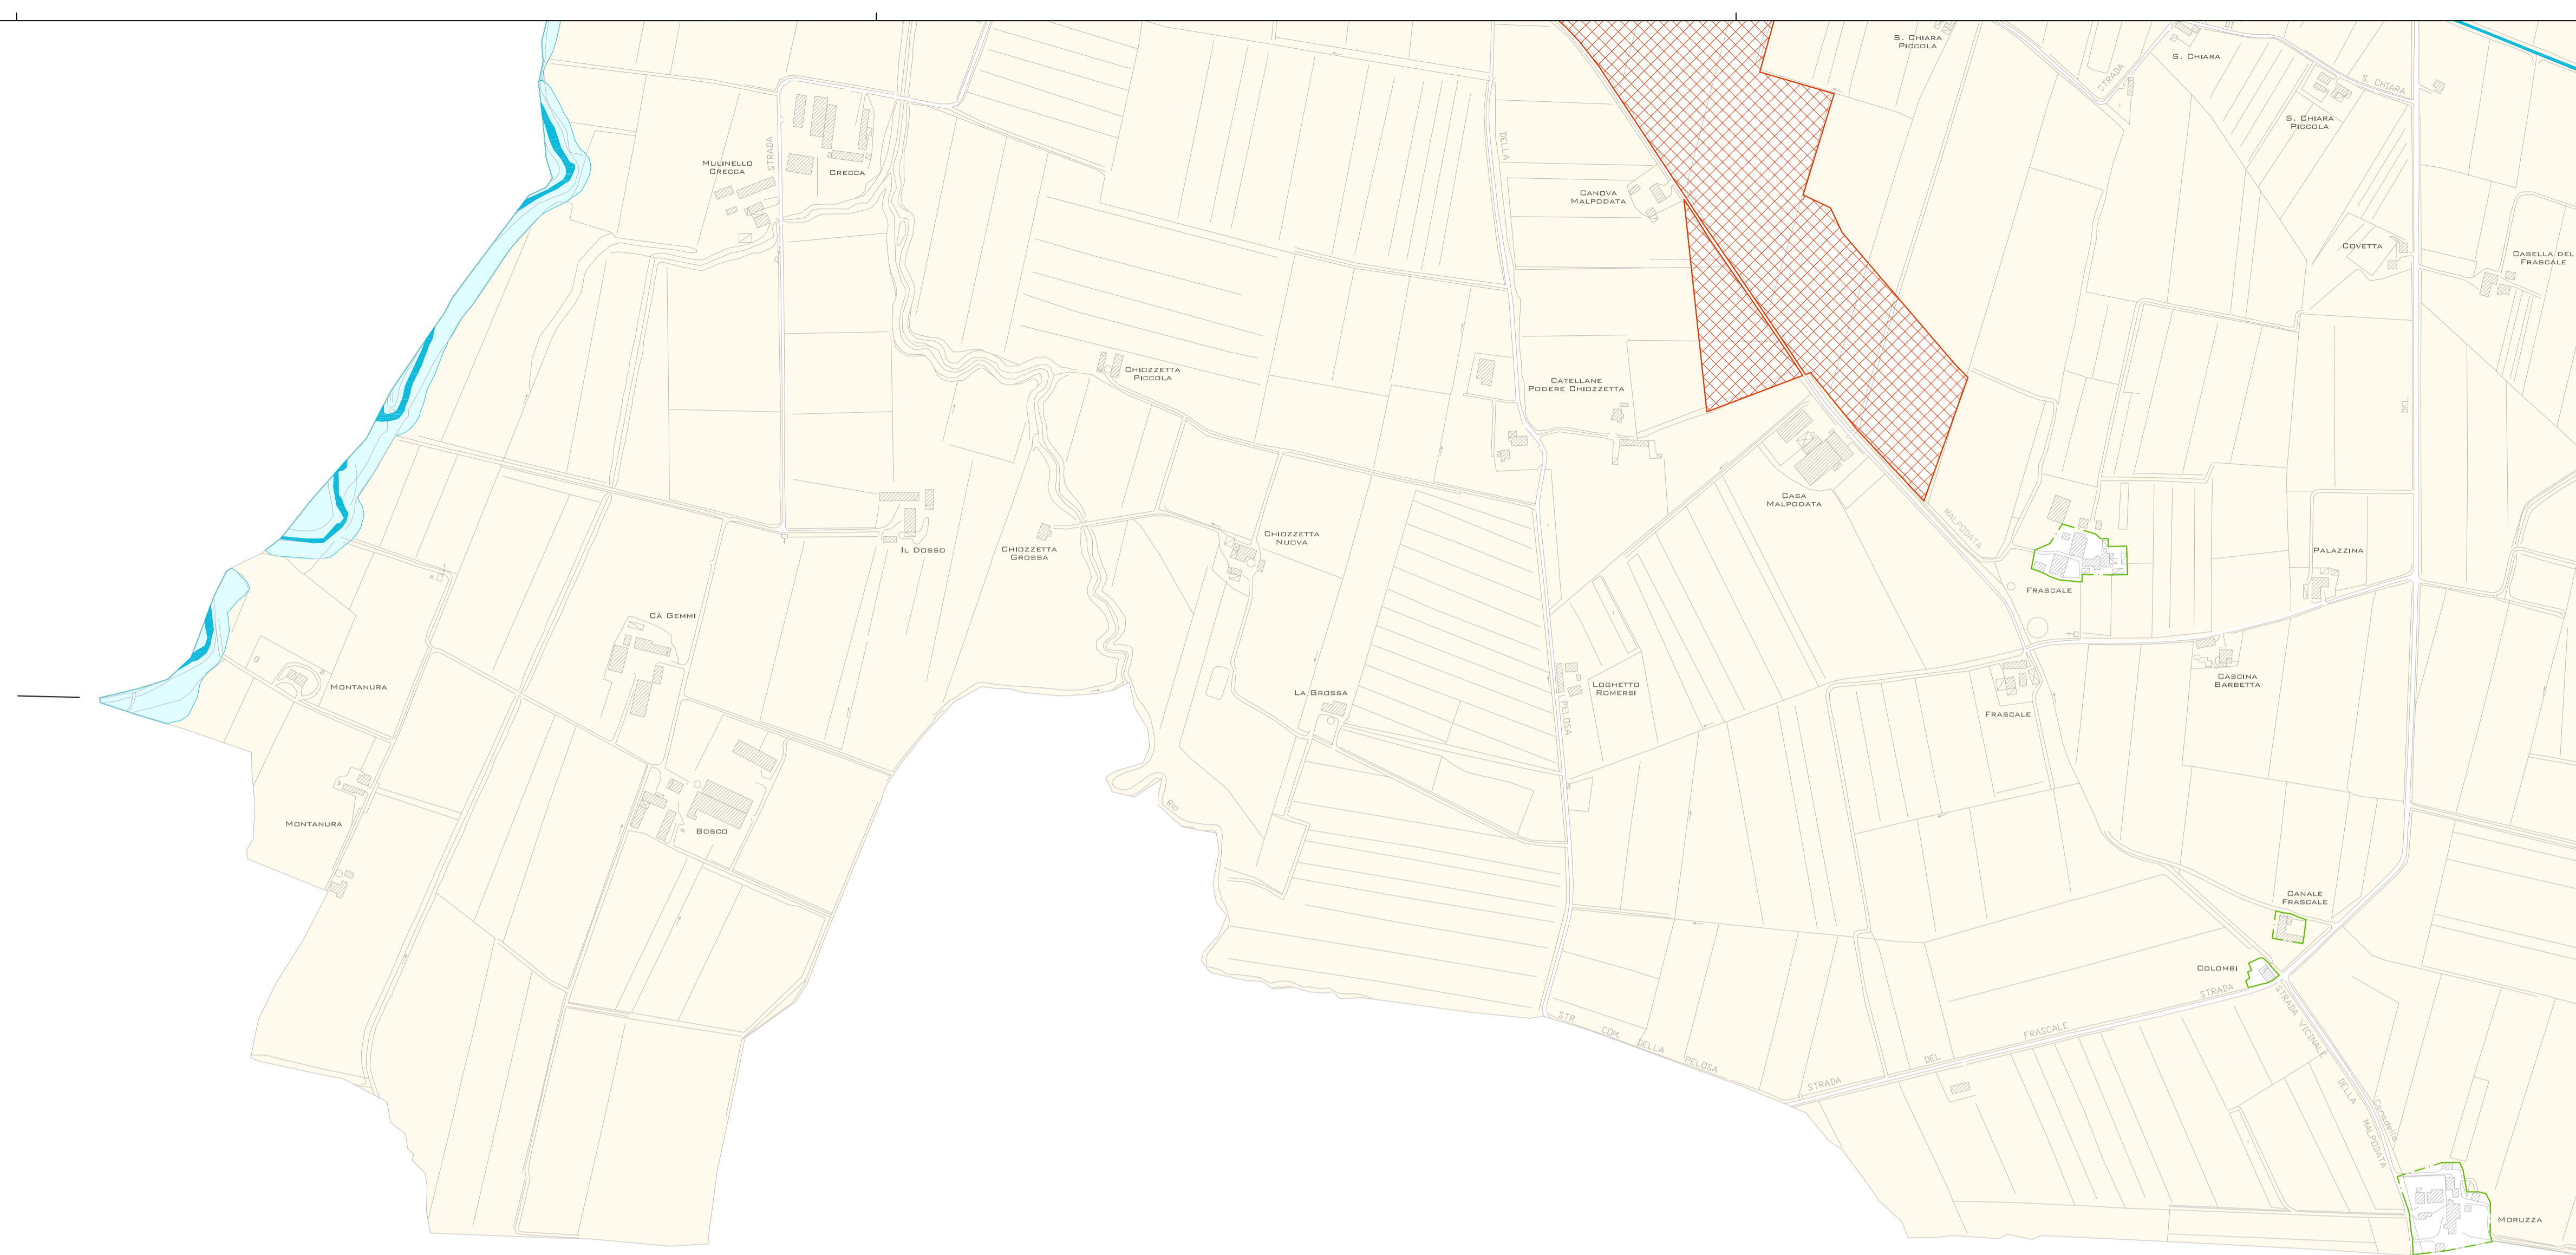 S. CHIARA
PICCOLA
S. CHIARA
STRADA
S. CHIARA
S. CHIARA
PICCOLA
MULINELLO
CRECCA
STRADA
CRECCA
DELLA
CANOVA
MALPODATA
COVETTA
CASELLA DEL
FRASCALE
CHIOZZETTA
PICCOLA
CATELLANE
PODERE CHIOZZETTA
DEL
CASA
MALPODATA
MALPODATA
IL DOSSO
CHIOZZETTA
GROSSA
CHIOZZETTA
NUOVA
PALAZZINA
FRASCALE
CÀ GEMMI
MONTANURA
LA GROSSA
LOGHETTO
ROMERSI
PELOSA
CASCINA
BARBETTA
FRASCALE
RIO
MONTANURA
BOSCO
CANALE
FRASCALE
COLOMBI
STRADA
STRADA VICINALE
STR. COM. DELLA PELOSA
STRADA DEL FRASCALE
DELLA
MALPODATA
Canadella
MORUZZA